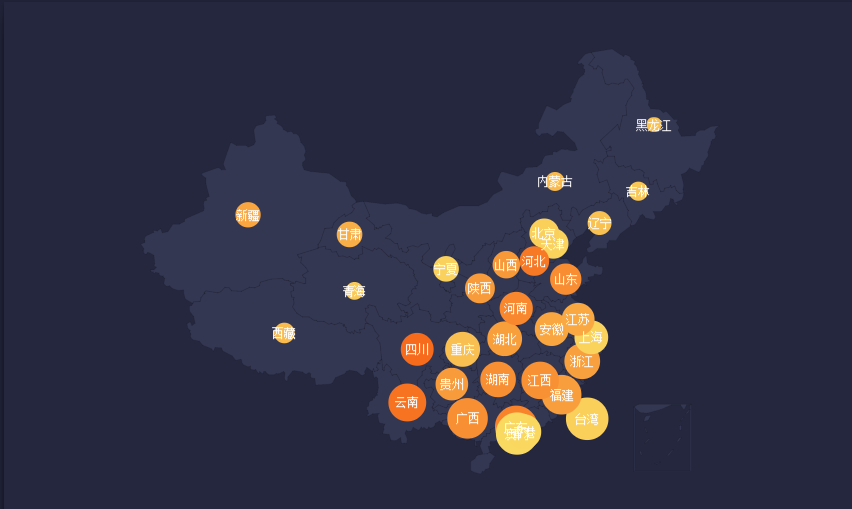 黑龙江
内蒙古
吉林
新疆
辽宁
甘肃
北京
天津
河北
山西
宁夏
山东
陕西
青海
河南
江苏
安徽
西藏
上海
湖北
四川
重庆
浙江
湖南
江西
贵州
福建
云南
广西
台湾
广东